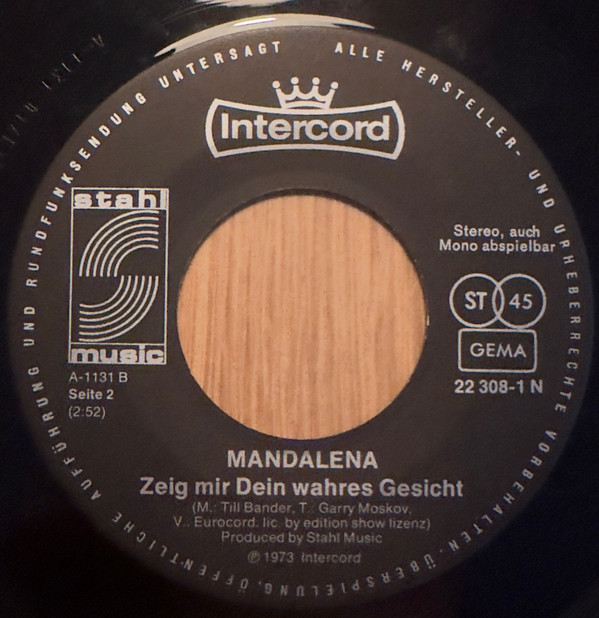 ALLE HERSTELLER- UND URHEBERRECHTE VORBEHALTEN. ÜBERSPIELUNG, ÖFFENTLICHE AUFFÜHRUNG UND RUNDFUNKSENDUNG UNTERSAGT
Intercord
stahl
music
A-1131 B
Seite 2
(2:52)
Stereo, auch
Mono abspielbar
ST 45
GEMA
22 308-1 N
MANDALENA
Zeig mir Dein wahres Gesicht
(M.: Till Bander, T.: Garry Moskov,
V.: Eurocord. lic. by edition show lizenz)
Produced by Stahl Music
℗ 1973 Intercord